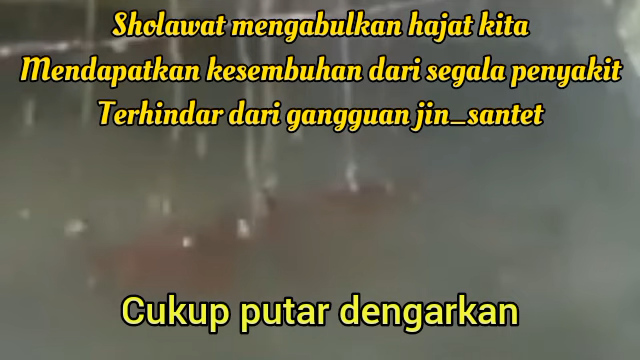 Sholawat mengabulkan hajat kita
Mendapatkan kesembuhan dari segala penyakit
Terhindar dari gangguan jin_santet
Cukup putar dengarkan